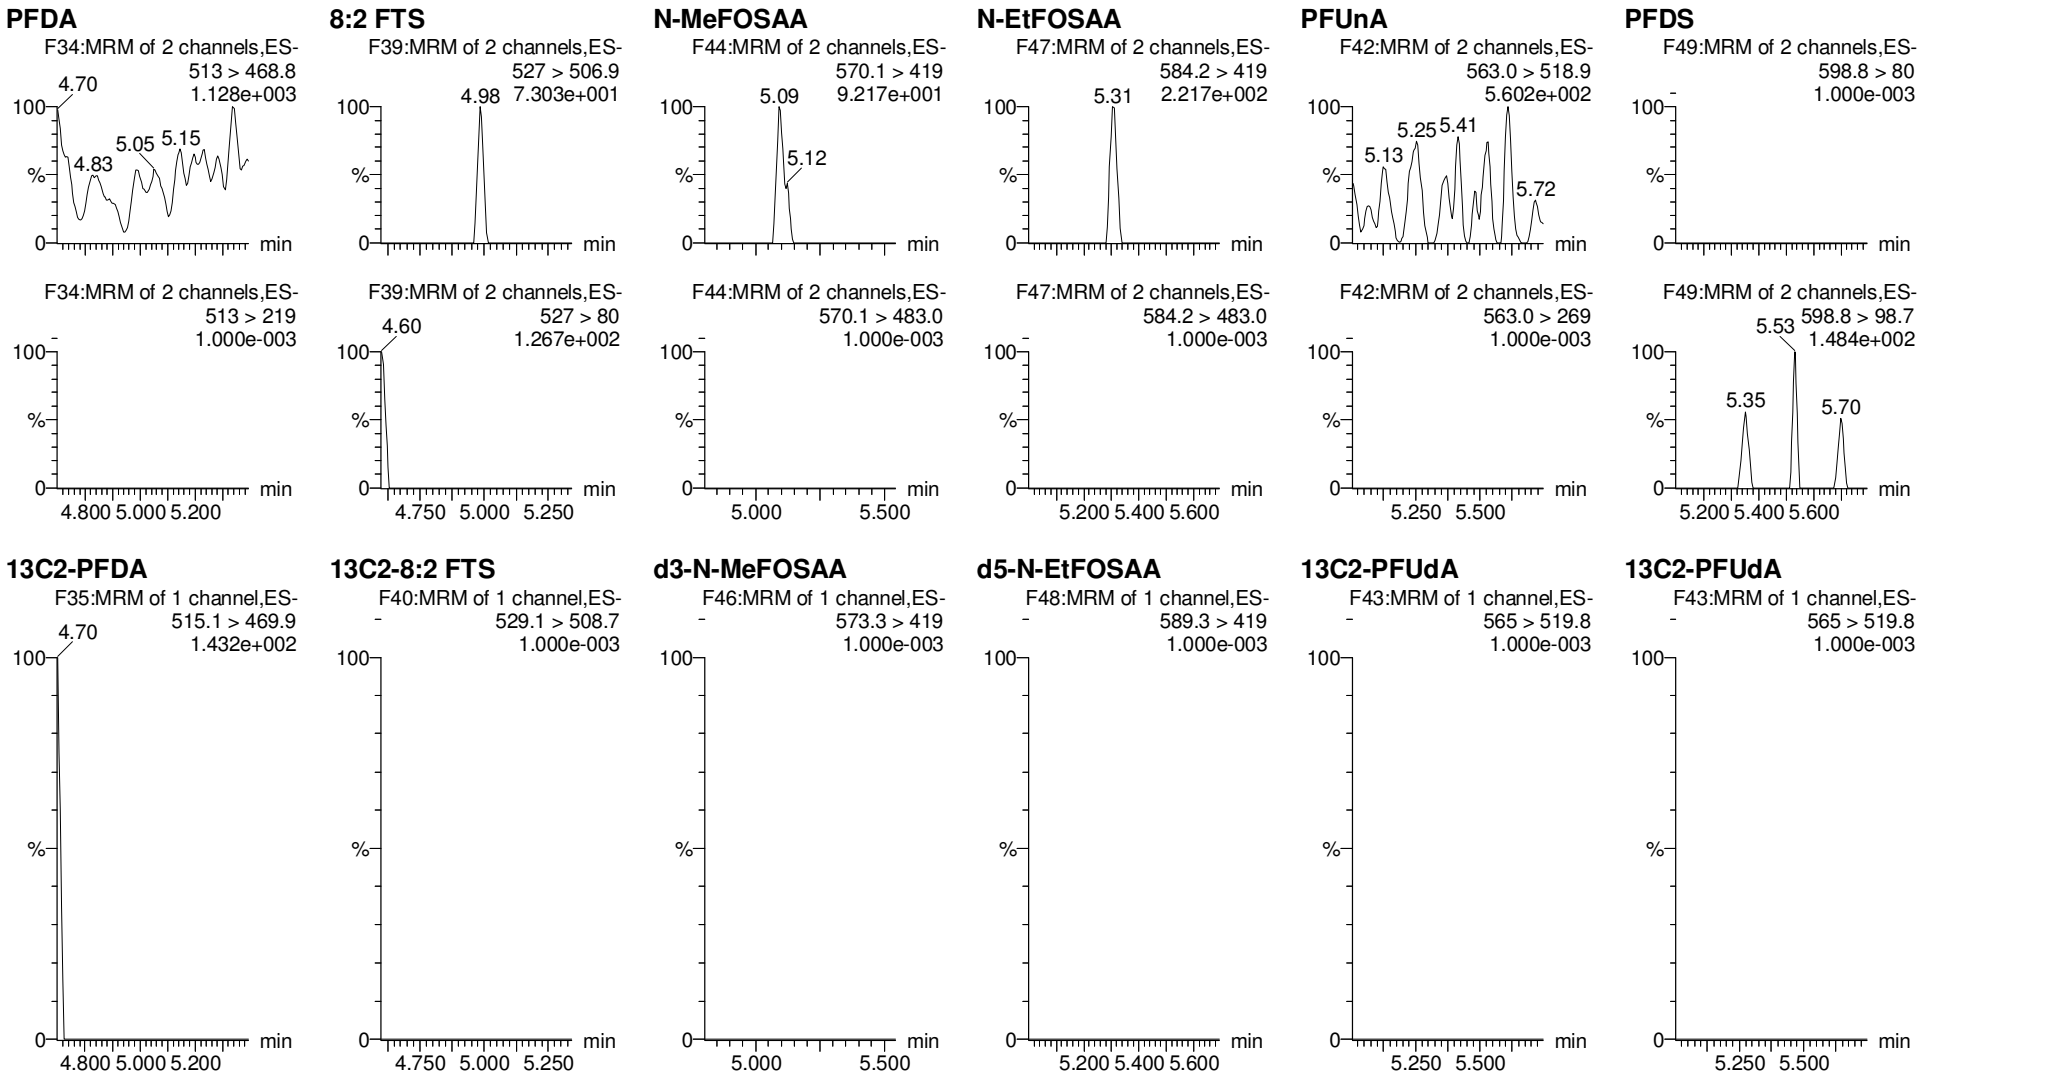 PFDA
F34:MRM of 2 channels,ES-
513 > 468.8
1.128e+003
4.70
100
4.83
5.05
5.15
%
0
min
F34:MRM of 2 channels,ES-
513 > 219
1.000e-003
100
%
0
min
4.800 5.000 5.200
8:2 FTS
F39:MRM of 2 channels,ES-
527 > 506.9
7.303e+001
4.98
100
%
0
min
F39:MRM of 2 channels,ES-
527 > 80
1.267e+002
4.60
100
%
0
min
4.750 5.000 5.250
N-MeFOSAA
F44:MRM of 2 channels,ES-
570.1 > 419
9.217e+001
5.09
100
5.12
%
0
min
F44:MRM of 2 channels,ES-
570.1 > 483.0
1.000e-003
100
%
0
min
5.000 5.500
N-EtFOSAA
F47:MRM of 2 channels,ES-
584.2 > 419
2.217e+002
5.31
100
%
0
min
F47:MRM of 2 channels,ES-
584.2 > 483.0
1.000e-003
100
%
0
min
5.200 5.400 5.600
PFUnA
F42:MRM of 2 channels,ES-
563.0 > 518.9
5.602e+002
100
5.13
5.25
5.41
5.72
%
0
min
F42:MRM of 2 channels,ES-
563.0 > 269
1.000e-003
100
%
0
min
5.250 5.500
PFDS
F49:MRM of 2 channels,ES-
598.8 > 80
1.000e-003
100
%
0
min
F49:MRM of 2 channels,ES-
598.8 > 98.7
1.484e+002
5.53
100
5.35
5.70
%
0
min
5.200 5.400 5.600
13C2-PFDA
F35:MRM of 1 channel,ES-
515.1 > 469.9
1.432e+002
4.70
100
%
0
min
4.800 5.000 5.200
13C2-8:2 FTS
F40:MRM of 1 channel,ES-
529.1 > 508.7
1.000e-003
100
%
0
min
4.750 5.000 5.250
d3-N-MeFOSAA
F46:MRM of 1 channel,ES-
573.3 > 419
1.000e-003
100
%
0
min
5.000 5.500
d5-N-EtFOSAA
F48:MRM of 1 channel,ES-
589.3 > 419
1.000e-003
100
%
0
min
5.200 5.400 5.600
13C2-PFUdA
F43:MRM of 1 channel,ES-
565 > 519.8
1.000e-003
100
%
0
min
5.250 5.500
13C2-PFUdA
F43:MRM of 1 channel,ES-
565 > 519.8
1.000e-003
100
%
0
min
5.250 5.500